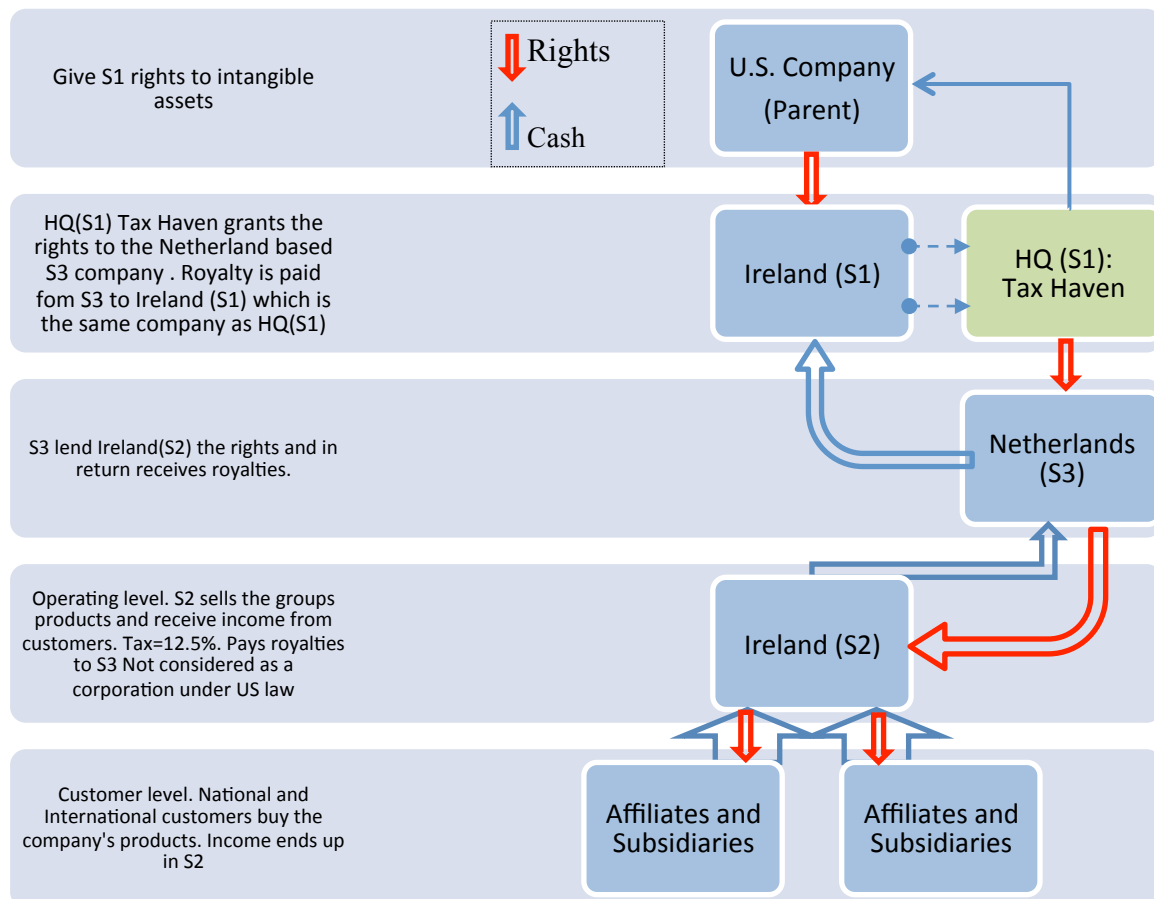 Give S1 rights to intangible
assets
Rights
Cash
U.S. Company
(Parent)
HQ(S1) Tax Haven grants the
rights to the Netherland based
S3 company . Royalty is paid
fom S3 to Ireland (S1) which is
the same company as HQ(S1)
Ireland (S1)
HQ (S1):
Tax Haven
S3 lend Ireland(S2) the rights and in
return receives royalties.
Netherlands
(S3)
Operating level. S2 sells the groups
products and receive income from
customers. Tax=12.5%. Pays royalties
to S3 Not considered as a
corporation under US law
Ireland (S2)
Customer level. National and
International customers buy the
company's products. Income ends up
in S2
Affiliates and
Subsidiaries
Affiliates and
Subsidiaries